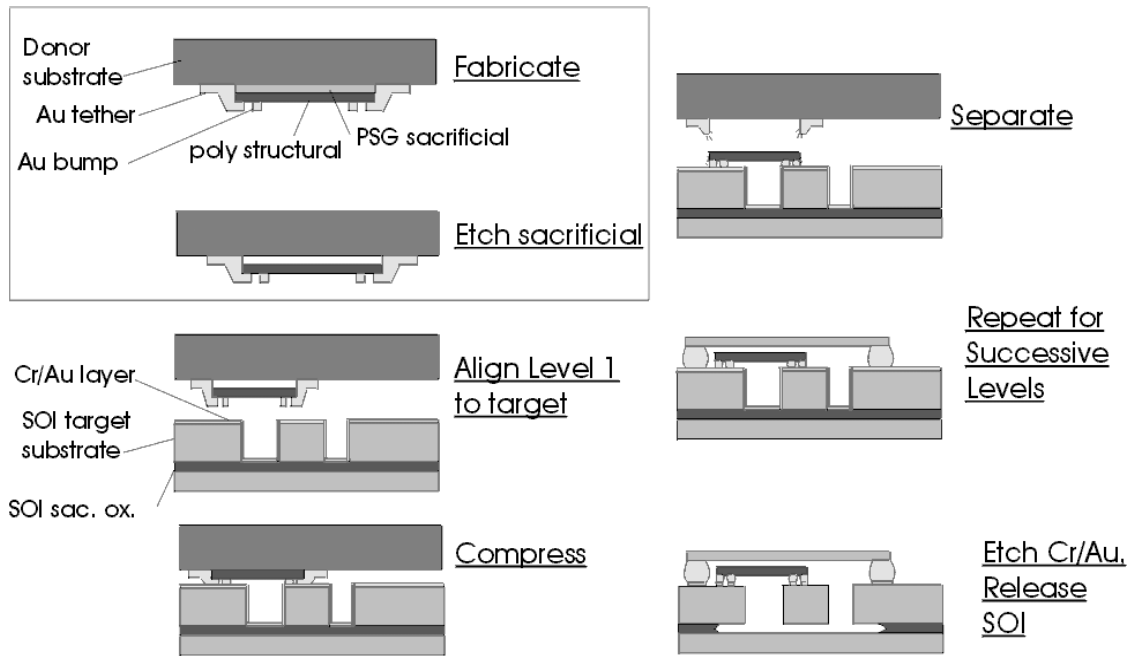 Donor
substrate
Au tether
Au bump
poly structural
PSG sacrificial
Fabricate
Etch sacrificial
Cr/Au layer
SOI target
substrate
SOI sac. ox.
Align Level 1
to target
Compress
Separate
Repeat for
Successive
Levels
Etch Cr/Au,
Release
SOI